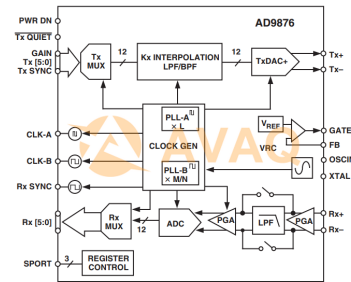 AD9876
PWR DN
Tx QUIET
GAIN
Tx [5:0]
Tx SYNC
Tx
MUX
12
Kx INTERPOLATION
LPF/BPF
12
TxDAC+
Tx+
Tx–
PLL-A
× L
CLOCK GEN
PLL-B
× M/N
VREF
VRC
GATE
FB
OSCIN
XTAL
CLK-A
CLK-B
Rx SYNC
AVAQ
Rx [5:0]
Rx
MUX
12
ADC
PGA
LPF
PGA
Rx+
Rx–
SPORT
3
REGISTER
CONTROL